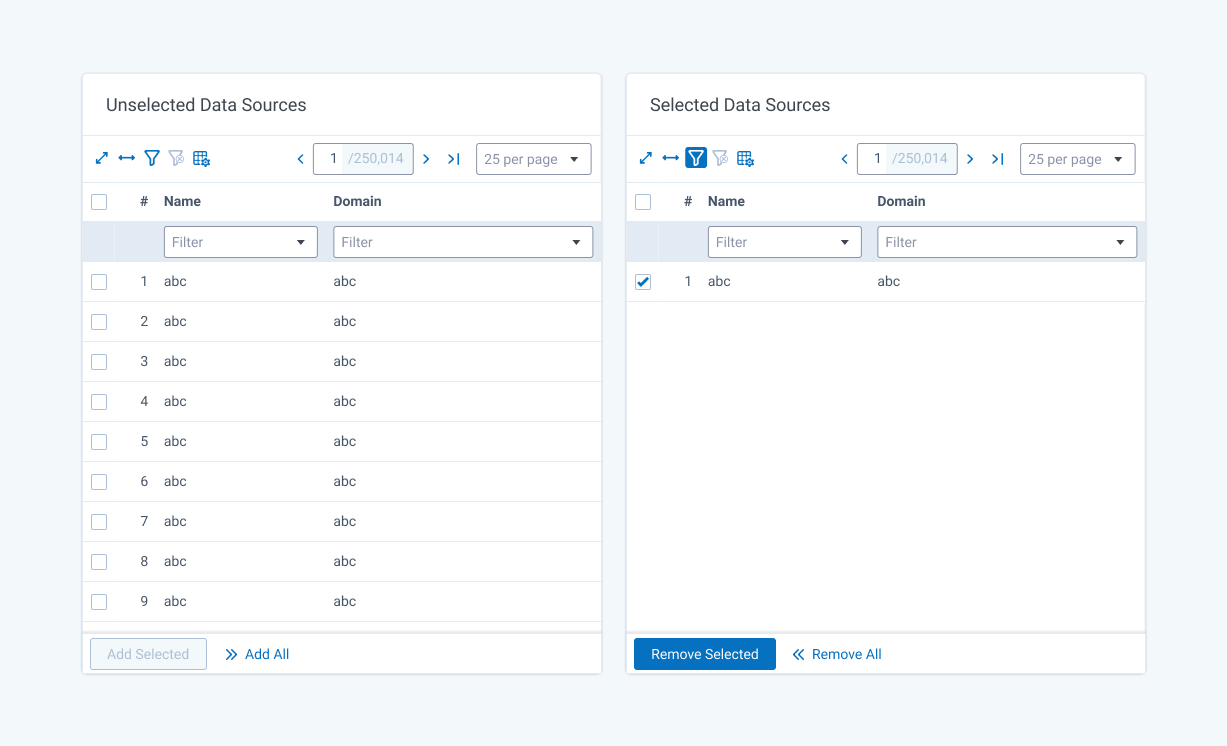 Unselected Data Sources
1 /250,014 25 per page
# Name Domain
Filter Filter
1 abc abc
2 abc abc
3 abc abc
4 abc abc
5 abc abc
6 abc abc
7 abc abc
8 abc abc
9 abc abc
Add Selected Add All
Selected Data Sources
1 /250,014 25 per page
# Name Domain
Filter Filter
1 abc abc
Remove Selected Remove All